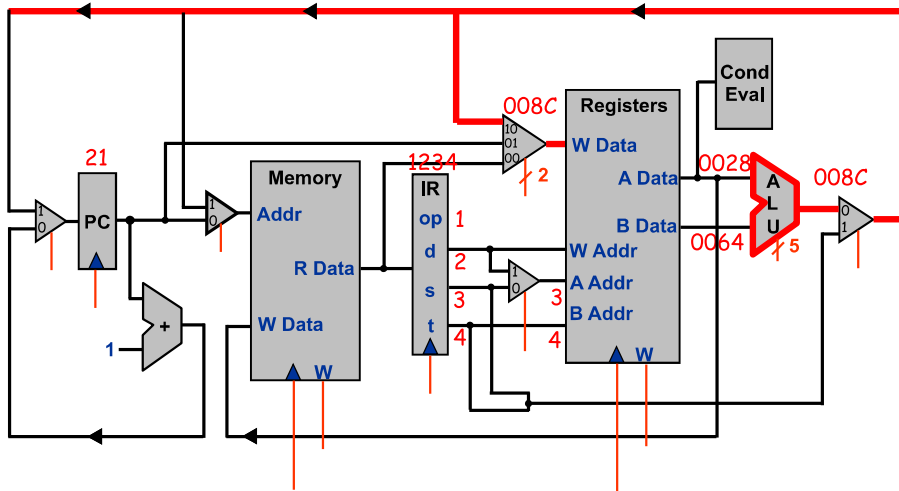 008C
10
01
00
2
Registers
W Data
A Data
B Data
W Addr
A Addr
B Addr
W
Cond
Eval
0028
0064
A
L
U
5
008C
0
1
21
PC
1
0
1
0
Memory
Addr
R Data
W Data
W
1234
IR
op
d
s
t
1
2
3
4
1
0
3
4
+
1